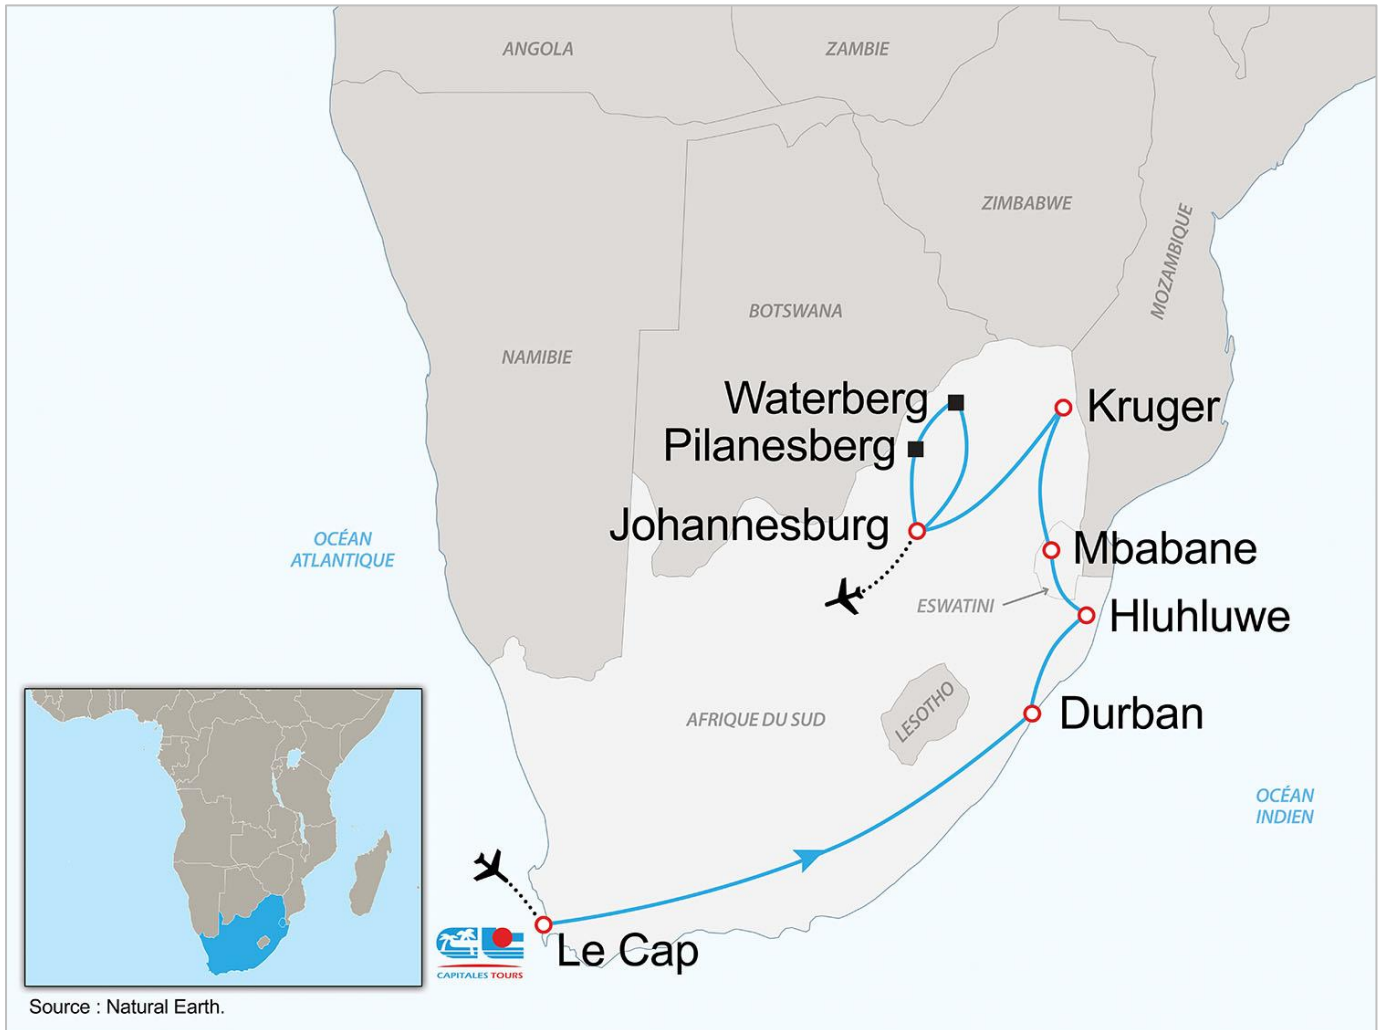 ANGOLA
ZAMBIE
ZIMBABWE
MOZAMBIQUE
BOTSWANA
NAMIBIE
Waterberg
Kruger
Pilanesberg
Johannesburg
OCÉAN
ATLANTIQUE
Mbabane
ESWATINI
Hluhluwe
LESOTHO
AFRIQUE DU SUD
Durban
OCÉAN
INDIEN
Le Cap
CAPITALES TOURS
Source : Natural Earth.